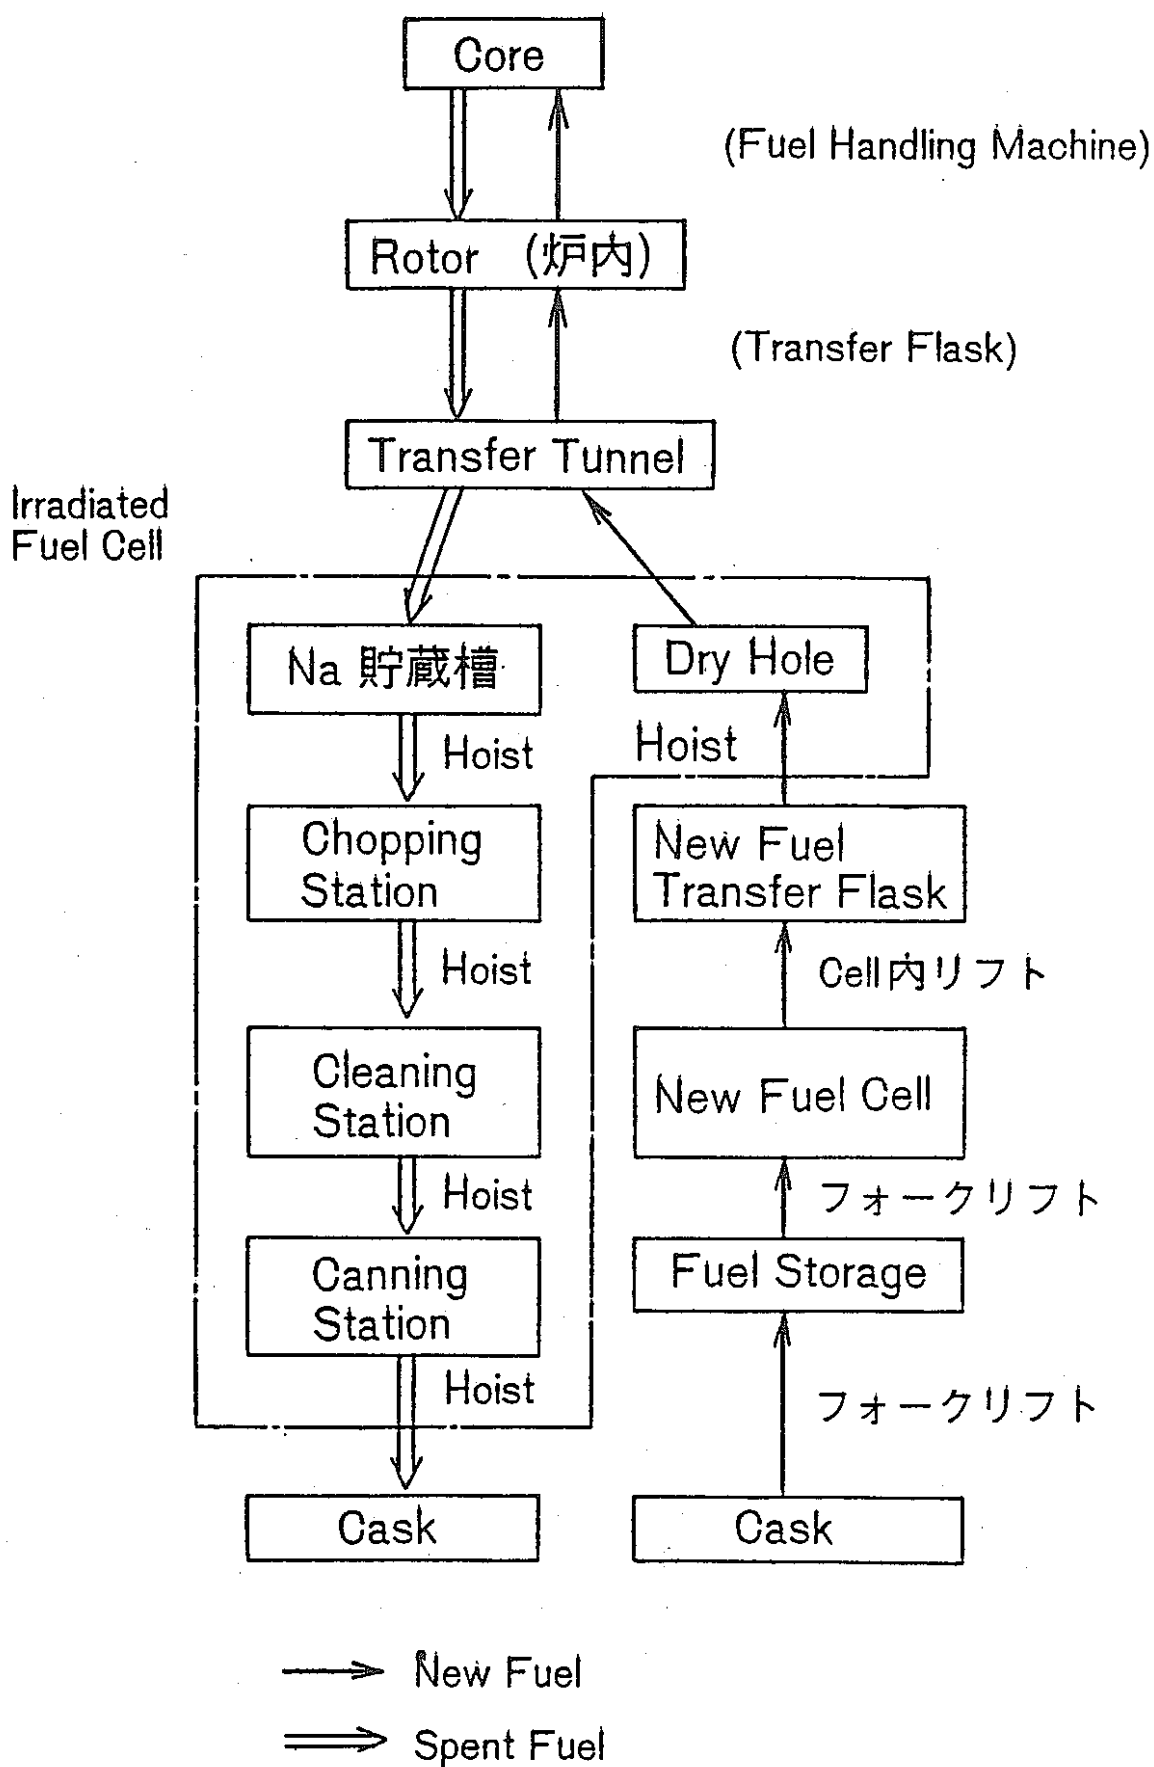 Core
(Fuel Handling Machine)
Rotor (炉内)
(Transfer Flask)
Transfer Tunnel
Irradiated
Fuel Cell
Na 貯蔵槽
Dry Hole
Hoist
Hoist
Chopping
Station
New Fuel
Transfer Flask
Hoist
Cell内リフト
Cleaning
Station
New Fuel Cell
Hoist
フォークリフト
Canning
Station
Fuel Storage
Hoist
フォークリフト
Cask
Cask
New Fuel
Spent Fuel